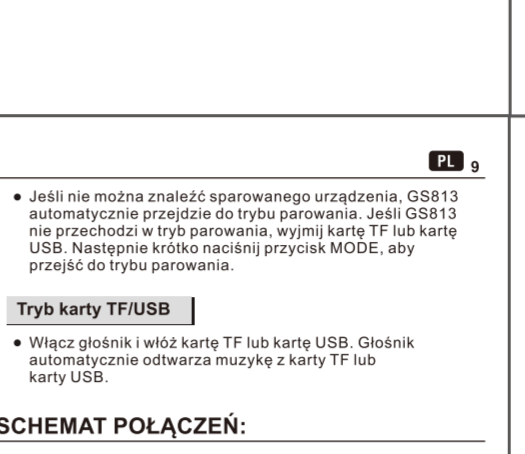 PL 9
● Jeśli nie można znaleźć sparowanego urządzenia, GS813
automatycznie przejdzie do trybu parowania. Jeśli GS813
nie przechodzi w tryb parowania, wyjmij kartę TF lub kartę
USB. Następnie krótko naciśnij przycisk MODE, aby
przejść do trybu parowania.
Tryb karty TF/USB
● Włącz głośnik i włóż kartę TF lub kartę USB. Głośnik
automatycznie odtwarza muzykę z karty TF lub
karty USB.
SCHEMAT POŁĄCZEŃ: